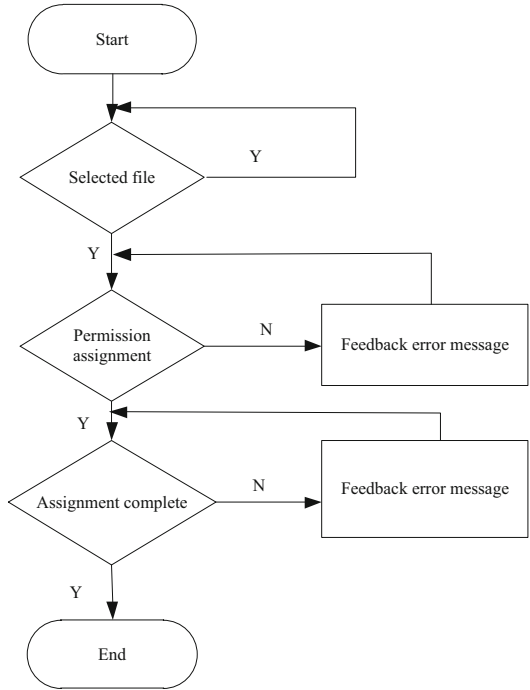 Start
Y
Selected file
Y
Permission
assignment
N
Feedback error message
Y
Assignment complete
N
Feedback error message
Y
End